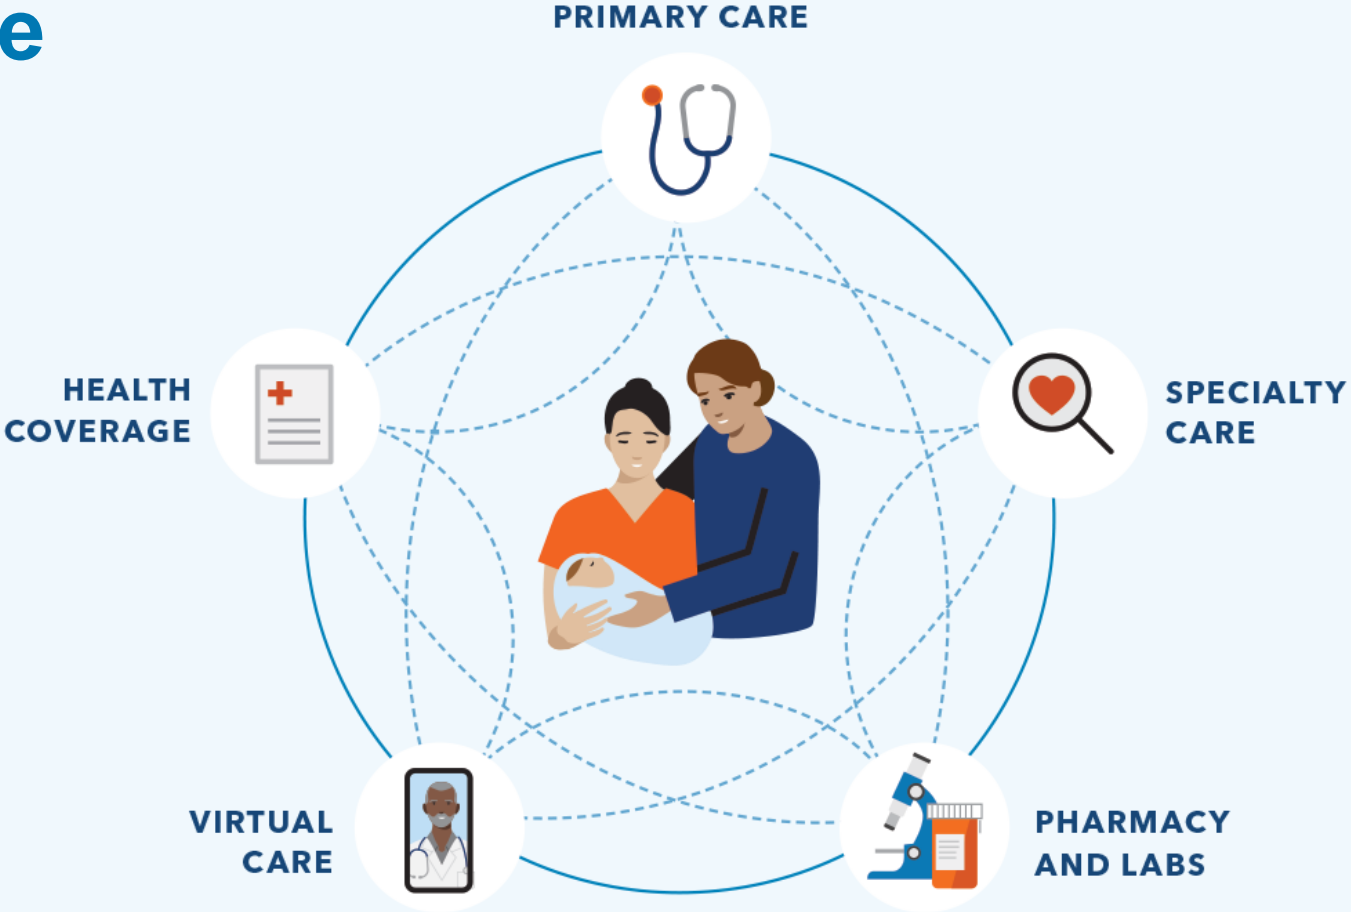 e
PRIMARY CARE
HEALTH
COVERAGE
SPECIALTY
CARE
VIRTUAL
CARE
PHARMACY
AND LABS